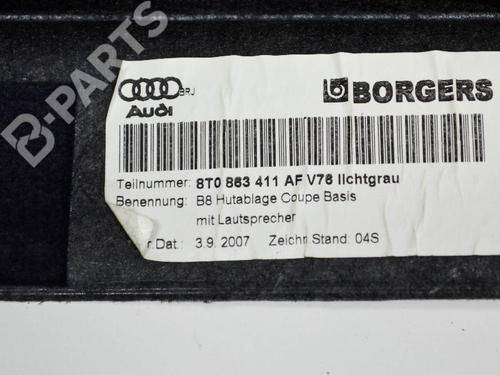 B-PARTS
BRJ
Audi
BORGERS
Teilnummer: 8T0 863 411 AF V76 lichtgrau
Benennung: B8 Hutablage Coupe Basis
mit Lautsprecher
r.Dat.: 3.9. 2007 Zeichn Stand: 04S